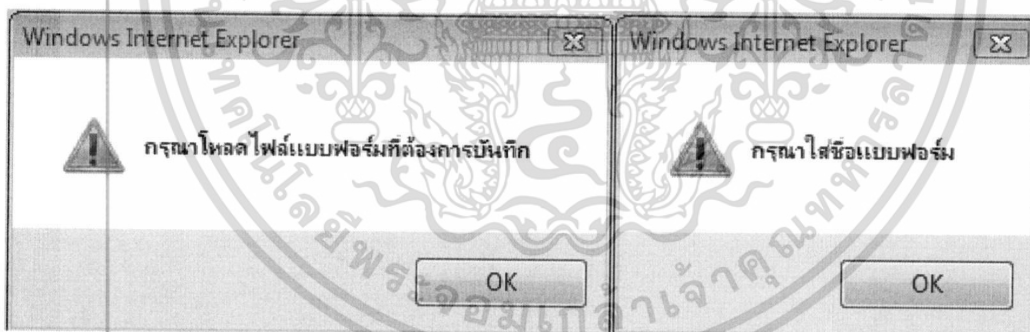 Windows Internet Explorer
กรุณาโหลดไฟล์แบบฟอร์มที่ต้องการบันทึก
OK
Windows Internet Explorer
กรุณาใส่ชื่อแบบฟอร์ม
OK